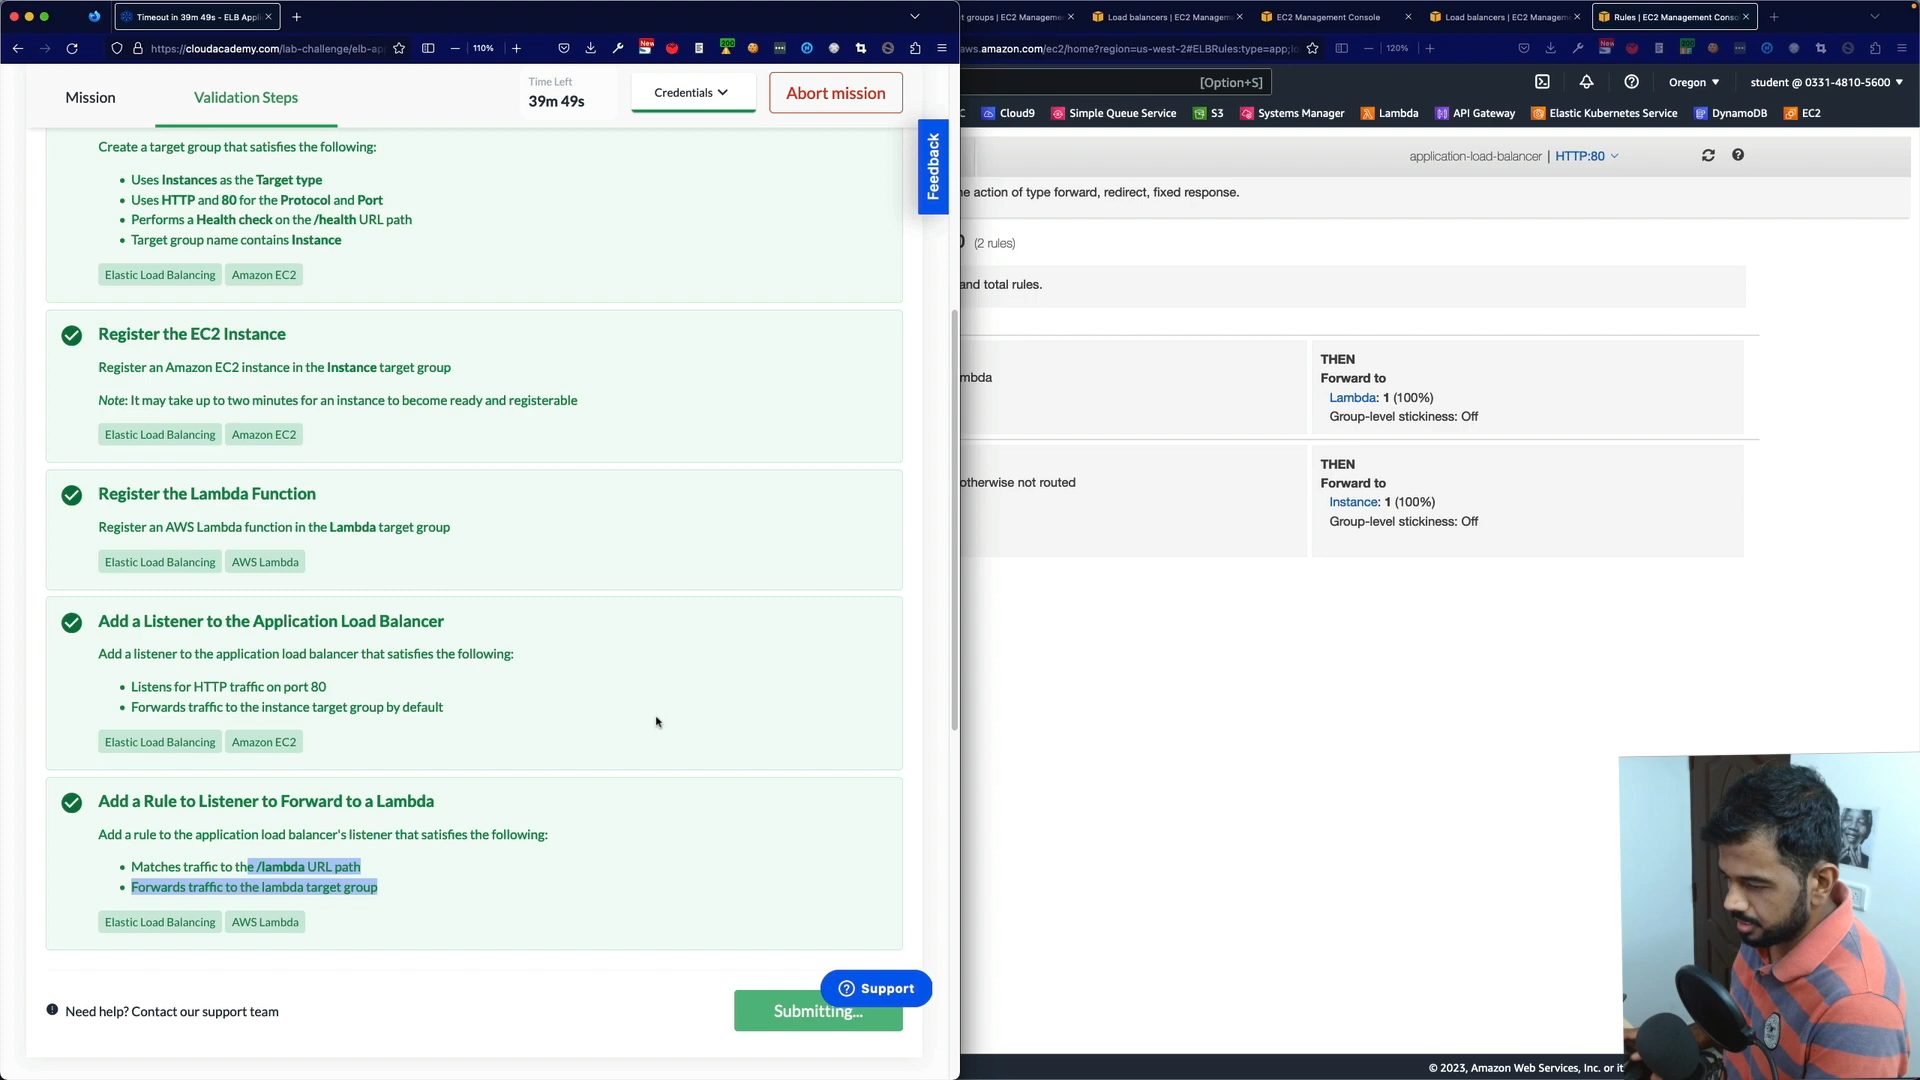 Timeout in 39m 49s - ELB Appli
https://cloudacademy.com/lab-challenge/elb-ap
110%
t groups | EC2 Manageme
Load balancers | EC2 Managem
EC2 Management Console
Load balancers | EC2 Managem
Rules | EC2 Management Conso
aws.amazon.com/ec2/home?region=us-west-2#ELBRules:type=app;lo
120%
Mission
Validation Steps
Time Left
39m 49s
Credentials
Abort mission
Feedback
Create a target group that satisfies the following:
• Uses Instances as the Target type
• Uses HTTP and 80 for the Protocol and Port
• Performs a Health check on the /health URL path
• Target group name contains Instance
Elastic Load Balancing
Amazon EC2
Register the EC2 Instance
Register an Amazon EC2 instance in the Instance target group
Note: It may take up to two minutes for an instance to become ready and registerable
Elastic Load Balancing
Amazon EC2
Register the Lambda Function
Register an AWS Lambda function in the Lambda target group
Elastic Load Balancing
AWS Lambda
Add a Listener to the Application Load Balancer
Add a listener to the application load balancer that satisfies the following:
• Listens for HTTP traffic on port 80
• Forwards traffic to the instance target group by default
Elastic Load Balancing
Amazon EC2
Add a Rule to Listener to Forward to a Lambda
Add a rule to the application load balancer's listener that satisfies the following:
• Matches traffic to the /lambda URL path
• Forwards traffic to the lambda target group
Elastic Load Balancing
AWS Lambda
Need help? Contact our support team
Support
Submitting...
[Option+S]
Oregon
student @ 0331-4810-5600
C
Cloud9
Simple Queue Service
S3
Systems Manager
Lambda
API Gateway
Elastic Kubernetes Service
DynamoDB
EC2
application-load-balancer | HTTP:80
e action of type forward, redirect, fixed response.
(2 rules)
and total rules.
mbda
THEN
Forward to
Lambda: 1 (100%)
Group-level stickiness: Off
otherwise not routed
THEN
Forward to
Instance: 1 (100%)
Group-level stickiness: Off
© 2023, Amazon Web Services, Inc. or it